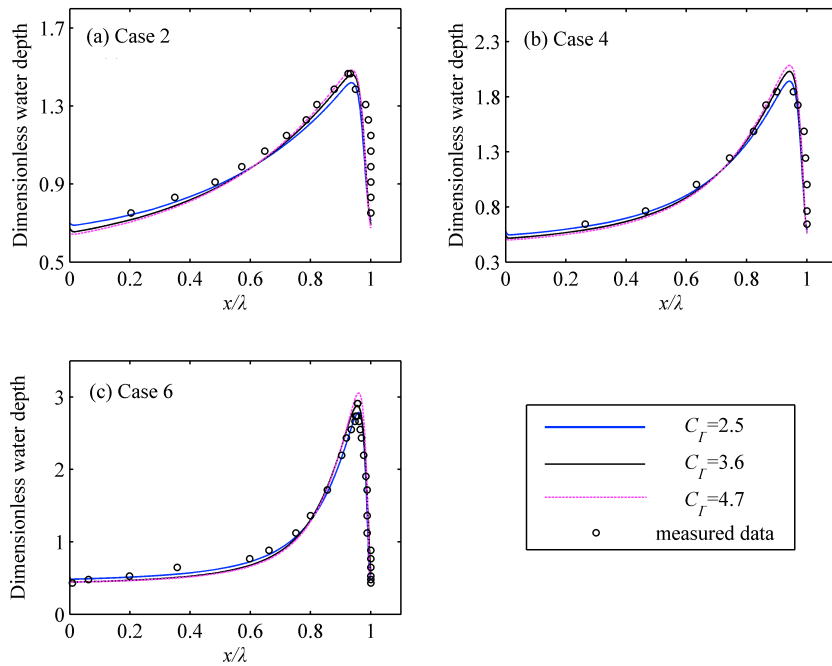 (a) Case 2
Dimensionless water depth
1.7
1.3
0.9
0.5
0 0.2 0.4 0.6 0.8 1
x/λ
(b) Case 4
Dimensionless water depth
2.3
1.8
1.3
0.8
0.3
0 0.2 0.4 0.6 0.8 1
x/λ
(c) Case 6
Dimensionless water depth
3
2
1
0
0 0.2 0.4 0.6 0.8 1
x/λ
C_Γ=2.5
C_Γ=3.6
C_Γ=4.7
measured data